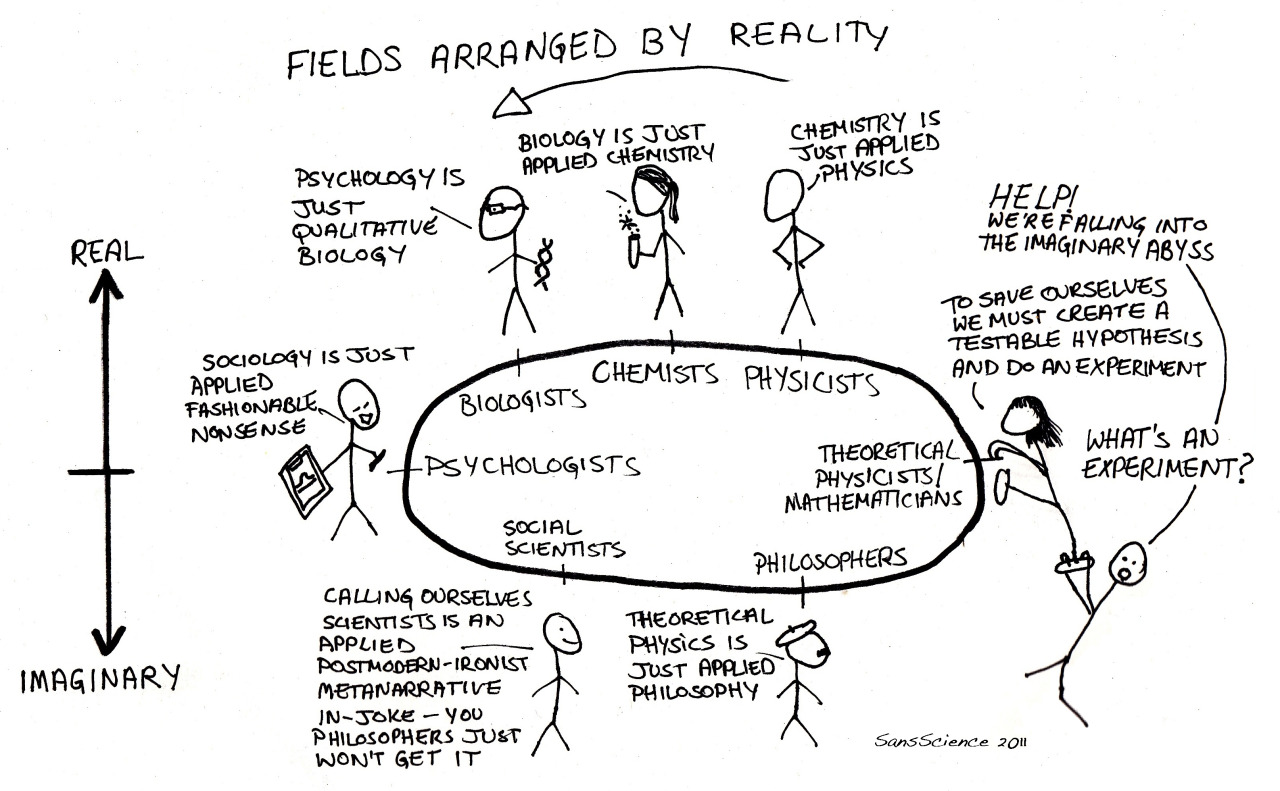 FIELDS ARRANGED BY REALITY
PSYCHOLOGY IS
JUST
QUALITATIVE
BIOLOGY
BIOLOGY IS JUST
APPLIED CHEMISTRY
CHEMISTRY IS
JUST APPLIED
PHYSICS
HELP!
WE'RE FALLING INTO
THE IMAGINARY ABYSS
TO SAVE OURSELVES
WE MUST CREATE A
TESTABLE HYPOTHESIS
AND DO AN EXPERIMENT
WHAT'S AN
EXPERIMENT?
REAL
IMAGINARY
SOCIOLOGY IS JUST
APPLIED
FASHIONABLE
NONSENSE
BIOLOGISTS
CHEMISTS
PHYSICISTS
PSYCHOLOGISTS
THEORETICAL
PHYSICISTS/
MATHEMATICIANS
SOCIAL
SCIENTISTS
PHILOSOPHERS
CALLING OURSELVES
SCIENTISTS IS AN
APPLIED
POSTMODERN-IRONIST
METANARRATIVE
IN-JOKE — YOU
PHILOSOPHERS JUST
WON'T GET IT
THEORETICAL
PHYSICS IS
JUST APPLIED
PHILOSOPHY
SansScience 2011